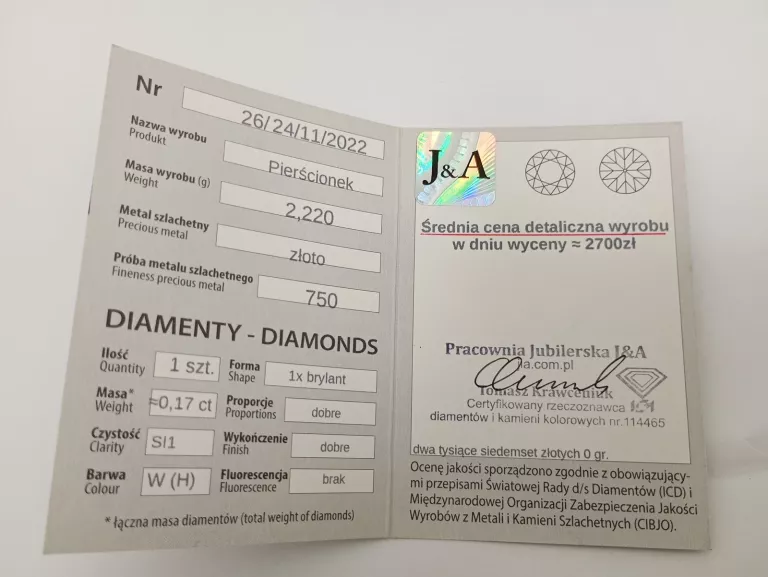 Nr 26/24/11/2022
Nazwa wyrobu
Produkt
Pierścionek
Masa wyrobu (g)
Weight
2,220
Metal szlachetny
Precious metal
złoto
Próba metalu szlachetnego
Fineness precious metal
750
DIAMENTY - DIAMONDS
Ilość
Quantity
1 szt.
Forma
Shape
1x brylant
Masa*
Weight
≈0,17 ct
Proporcje
Proportions
dobre
Czystość
Clarity
SI1
Wykończenie
Finish
dobre
Barwa
Colour
W (H)
Fluorescencja
Fluorescence
brak
* łączna masa diamentów (total weight of diamonds)
J&A
Średnia cena detaliczna wyrobu
w dniu wyceny ≈ 2700zł
Pracownia Jubilerska J&A
Tomasz Krawceniuk
Certyfikowany rzeczoznawca
diamentów i kamieni kolorowych nr.114465
dwa tysiące siedemset złotych 0 gr.
Ocenę jakości sporządzono zgodnie z obowiązujący-
mi przepisami Światowej Rady d/s Diamentów (ICD) i
Międzynarodowej Organizacji Zabezpieczenia Jakości
Wyrobów z Metali i Kamieni Szlachetnych (CIBJO).